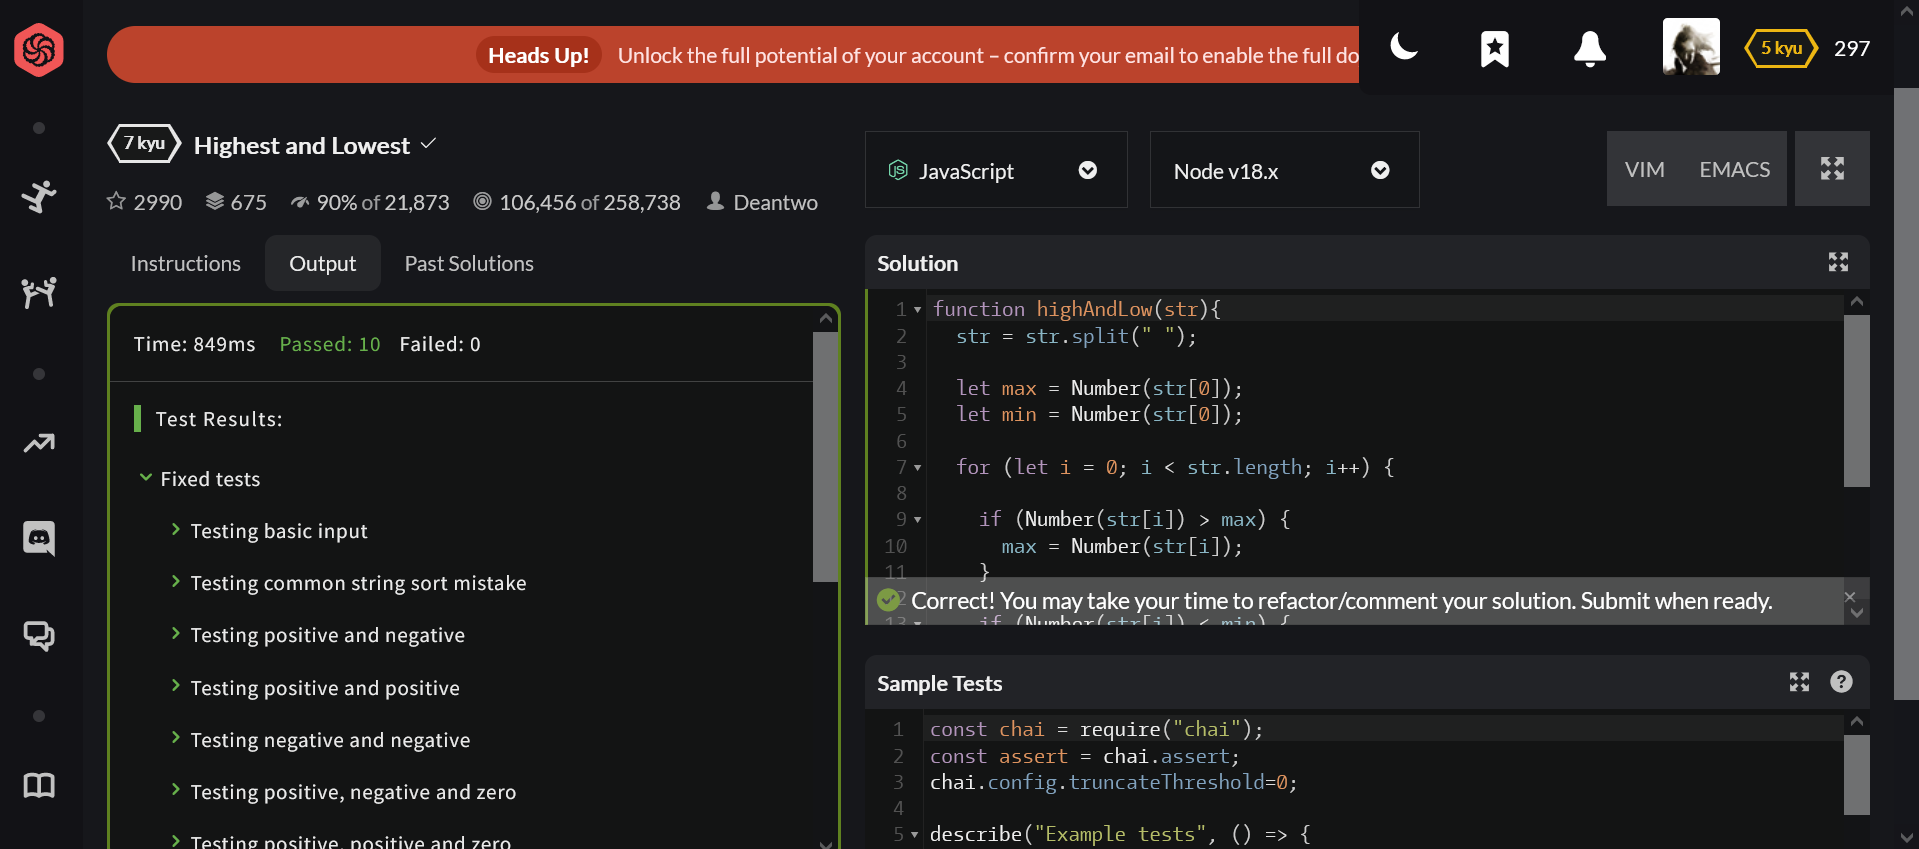 Heads Up! Unlock the full potential of your account – confirm your email to enable the full do
5 kyu 297
7 kyu Highest and Lowest
2990 675 90% of 21,873 106,456 of 258,738 Deantwo
JavaScript
Node v18.x
VIM EMACS
Instructions Output Past Solutions
Time: 849ms Passed: 10 Failed: 0
Test Results:
Fixed tests
Testing basic input
Testing common string sort mistake
Testing positive and negative
Testing positive and positive
Testing negative and negative
Testing positive, negative and zero
Testing positive, positive and zero
Solution
1 function highAndLow(str){
2 str = str.split(" ");
3
4 let max = Number(str[0]);
5 let min = Number(str[0]);
6
7 for (let i = 0; i < str.length; i++) {
8
9 if (Number(str[i]) > max) {
10 max = Number(str[i]);
11 }
12
Correct! You may take your time to refactor/comment your solution. Submit when ready.
13 if (Number(str[i]) < min) {
Sample Tests
1 const chai = require("chai");
2 const assert = chai.assert;
3 chai.config.truncateThreshold=0;
4
5 describe("Example tests", () => {